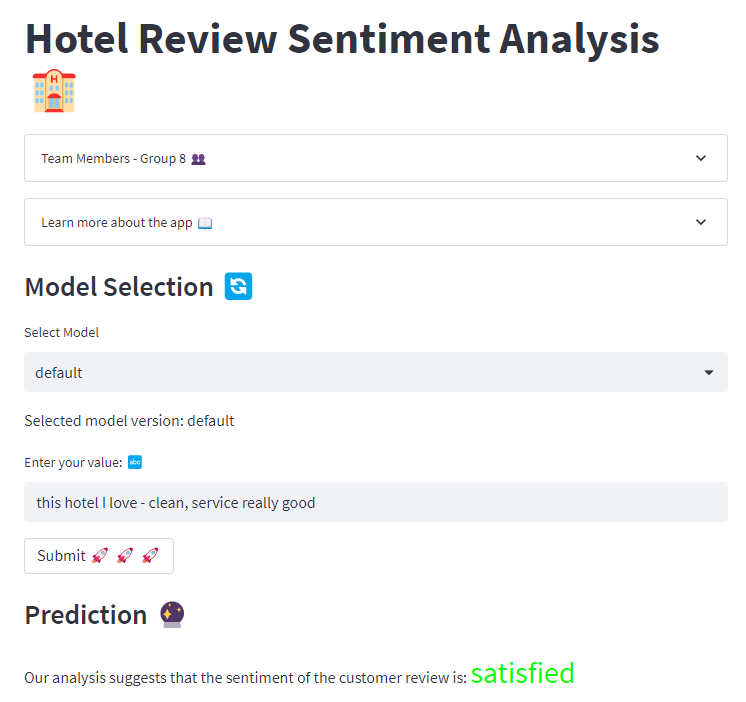 Hotel Review Sentiment Analysis
H
Team Members - Group 8
Learn more about the app
Model Selection
Select Model
default
Selected model version: default
Enter your value: abc
this hotel I love - clean, service really good
Submit
Prediction
Our analysis suggests that the sentiment of the customer review is: satisfied